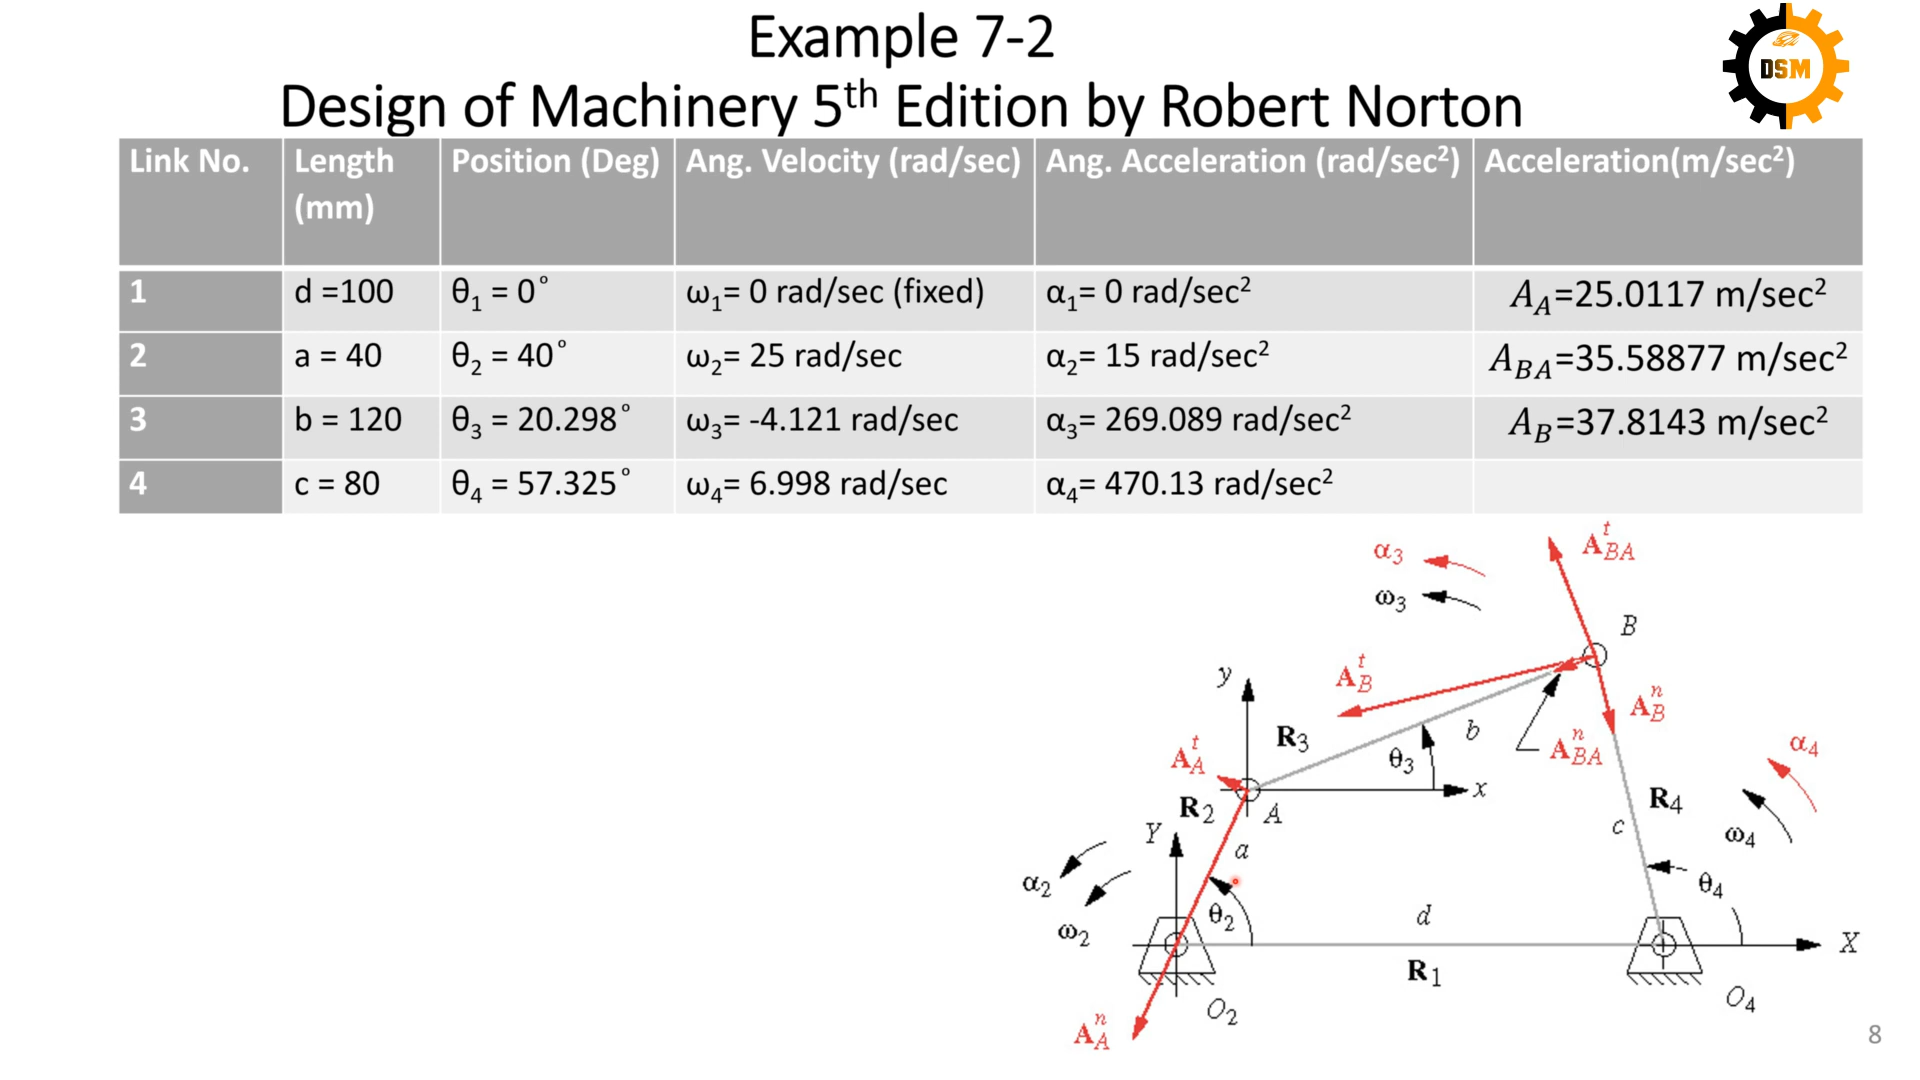 Example 7-2
Design of Machinery 5th Edition by Robert Norton
DSM
Link No. Length (mm) Position (Deg) Ang. Velocity (rad/sec) Ang. Acceleration (rad/sec²) Acceleration(m/sec²)
1 d =100 θ₁ = 0° ω₁= 0 rad/sec (fixed) α₁= 0 rad/sec² A_A=25.0117 m/sec²
2 a = 40 θ₂ = 40° ω₂= 25 rad/sec α₂= 15 rad/sec² A_BA=35.58877 m/sec²
3 b = 120 θ₃ = 20.298° ω₃= -4.121 rad/sec α₃= 269.089 rad/sec² A_B=37.8143 m/sec²
4 c = 80 θ₄ = 57.325° ω₄= 6.998 rad/sec α₄= 470.13 rad/sec²
α₃
ω₃
A^t_BA
B
y
A^t_B
A^n_B
R₃
b
A^n_BA
θ₃
x
A^t_A
R₂
A
α₄
R₄
ω₄
c
Y
a
α₂
ω₂
θ₂
d
θ₄
X
R₁
O₂
O₄
A^n_A
8